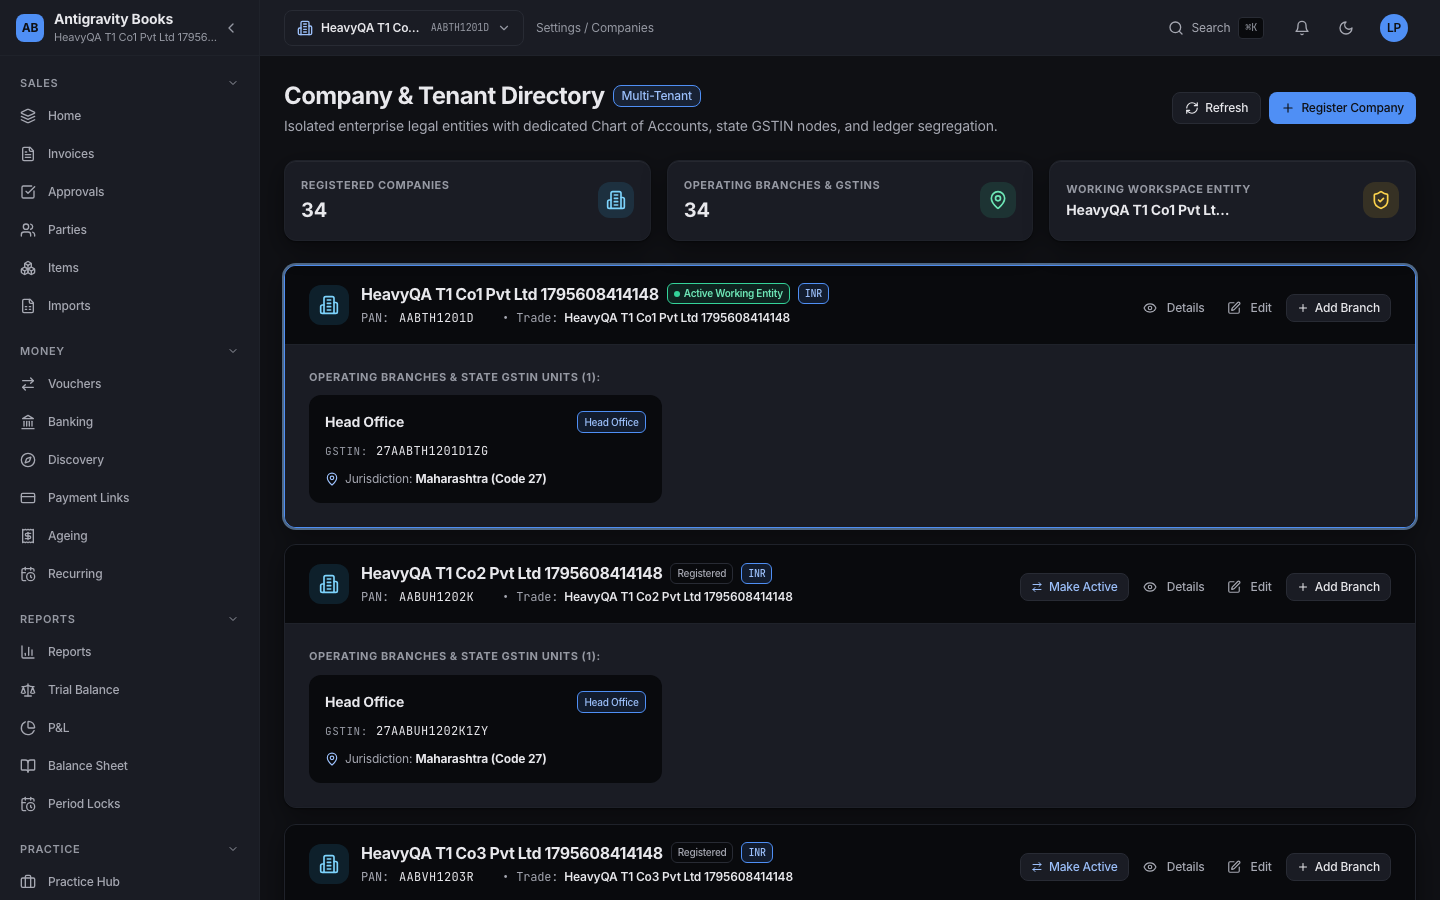 AB
Antigravity Books
HeavyQA T1 Co1 Pvt Ltd 17956...
SALES
Home
Invoices
Approvals
Parties
Items
Imports
MONEY
Vouchers
Banking
Discovery
Payment Links
Ageing
Recurring
REPORTS
Reports
Trial Balance
P&L
Balance Sheet
Period Locks
PRACTICE
Practice Hub
HeavyQA T1 Co... AABTH1201D
Settings / Companies
Search ⌘K
LP
Company & Tenant Directory Multi-Tenant
Isolated enterprise legal entities with dedicated Chart of Accounts, state GSTIN nodes, and ledger segregation.
Refresh
Register Company
REGISTERED COMPANIES
34
OPERATING BRANCHES & GSTINS
34
WORKING WORKSPACE ENTITY
HeavyQA T1 Co1 Pvt Lt...
HeavyQA T1 Co1 Pvt Ltd 1795608414148 Active Working Entity INR
PAN: AABTH1201D • Trade: HeavyQA T1 Co1 Pvt Ltd 1795608414148
Details Edit Add Branch
OPERATING BRANCHES & STATE GSTIN UNITS (1):
Head Office Head Office
GSTIN: 27AABTH1201D1ZG
Jurisdiction: Maharashtra (Code 27)
HeavyQA T1 Co2 Pvt Ltd 1795608414148 Registered INR
PAN: AABUH1202K • Trade: HeavyQA T1 Co2 Pvt Ltd 1795608414148
Make Active Details Edit Add Branch
OPERATING BRANCHES & STATE GSTIN UNITS (1):
Head Office Head Office
GSTIN: 27AABUH1202K1ZY
Jurisdiction: Maharashtra (Code 27)
HeavyQA T1 Co3 Pvt Ltd 1795608414148 Registered INR
PAN: AABVH1203R • Trade: HeavyQA T1 Co3 Pvt Ltd 1795608414148
Make Active Details Edit Add Branch